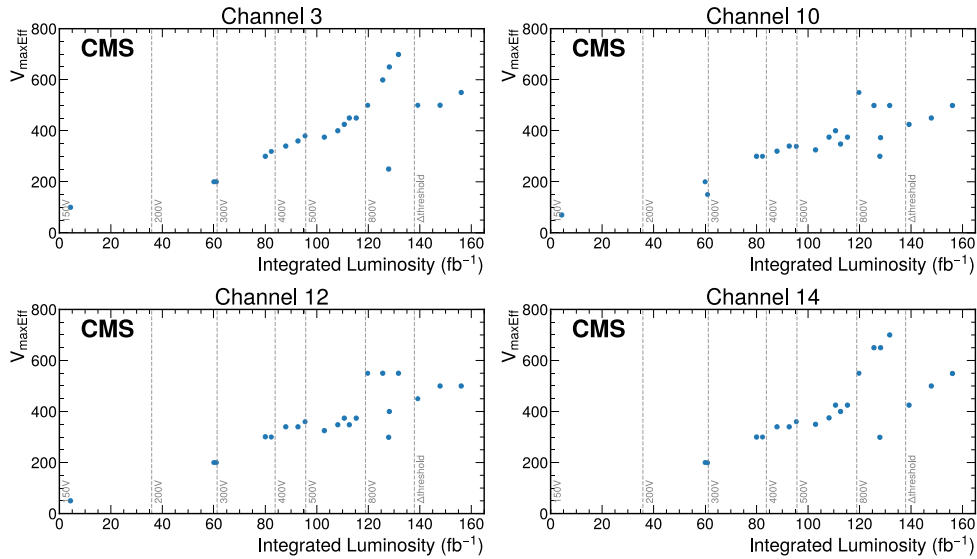 Channel 3
CMS
V_maxEff
800
600
400
200
0
150V
200V
300V
400V
500V
800V
Δthreshold
0 20 40 60 80 100 120 140 160
Integrated Luminosity (fb⁻¹)
Channel 10
CMS
V_maxEff
800
600
400
200
0
150V
200V
300V
400V
500V
800V
Δthreshold
0 20 40 60 80 100 120 140 160
Integrated Luminosity (fb⁻¹)
Channel 12
CMS
V_maxEff
800
600
400
200
0
150V
200V
300V
400V
500V
800V
Δthreshold
0 20 40 60 80 100 120 140 160
Integrated Luminosity (fb⁻¹)
Channel 14
CMS
V_maxEff
800
600
400
200
0
150V
200V
300V
400V
500V
800V
Δthreshold
0 20 40 60 80 100 120 140 160
Integrated Luminosity (fb⁻¹)